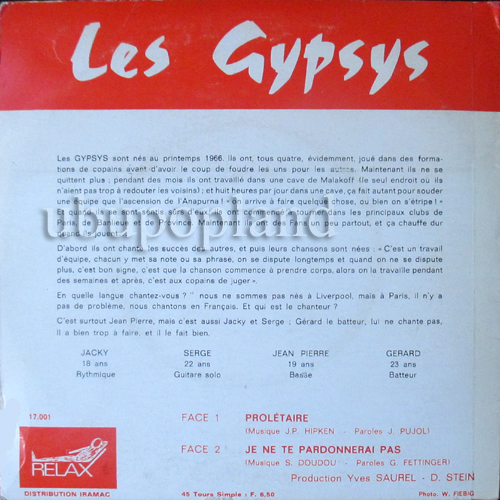 Les Gypsys
Les GYPSYS sont nés au printemps 1966. Ils ont, tous quatre, évidemment, joué dans des forma-
tions de copains avant d'avoir le coup de foudre les uns pour les autres. Maintenant ils ne se
quittent plus : pendant des mois ils ont travaillé dans une cave de Malakoff (le seul endroit où ils
n'aient pas trop à redouter les voisins) ; et huit heures par jour dans une cave, ça fait autant pour souder
une équipe que l'ascension de l'Anapurna ! on arrive à faire quelque chose, ou bien on s'étripe !
Et quand ils se sont sentis sûrs d'eux, ils ont commencé à tourner dans les principaux clubs de
Paris, de Banlieue et de Province. Maintenant ils ont des Fans un peu partout, et ça chauffe dur
quand ils jouent.
ubu-pop-land
D'abord ils ont chanté les succès des autres, et puis leurs chansons sont nées : « C'est un travail
d'équipe, chacun y met sa note ou sa phrase, on se dispute longtemps et quand on ne se dispute
plus, c'est bon signe, c'est que la chanson commence à prendre corps, alors on la travaille pendant
des semaines et après, c'est aux copains de juger ».
En quelle langue chantez-vous ? " nous ne sommes pas nés à Liverpool, mais à Paris, il n'y a
pas de problème, nous chantons en Français. Et qui est le chanteur ?
C'est surtout Jean Pierre, mais c'est aussi Jacky et Serge ; Gérard le batteur, lui ne chante pas,
Il a bien trop à faire, et il le fait bien.
JACKY SERGE JEAN PIERRE GERARD
18 ans 22 ans 19 ans 23 ans
Rythmique Guitare solo Basse Batteur
17.001
FACE 1 PROLÉTAIRE
(Musique J.P. HIPKEN - Paroles J. PUJOL)
FACE 2 JE NE TE PARDONNERAI PAS
(Musique S. DOUDOU - Paroles G. FETTINGER)
RELAX
Production Yves SAUREL - D. STEIN
DISTRIBUTION IRAMAC 45 Tours Simple : F. 6,50 Photo W. FIEBIG